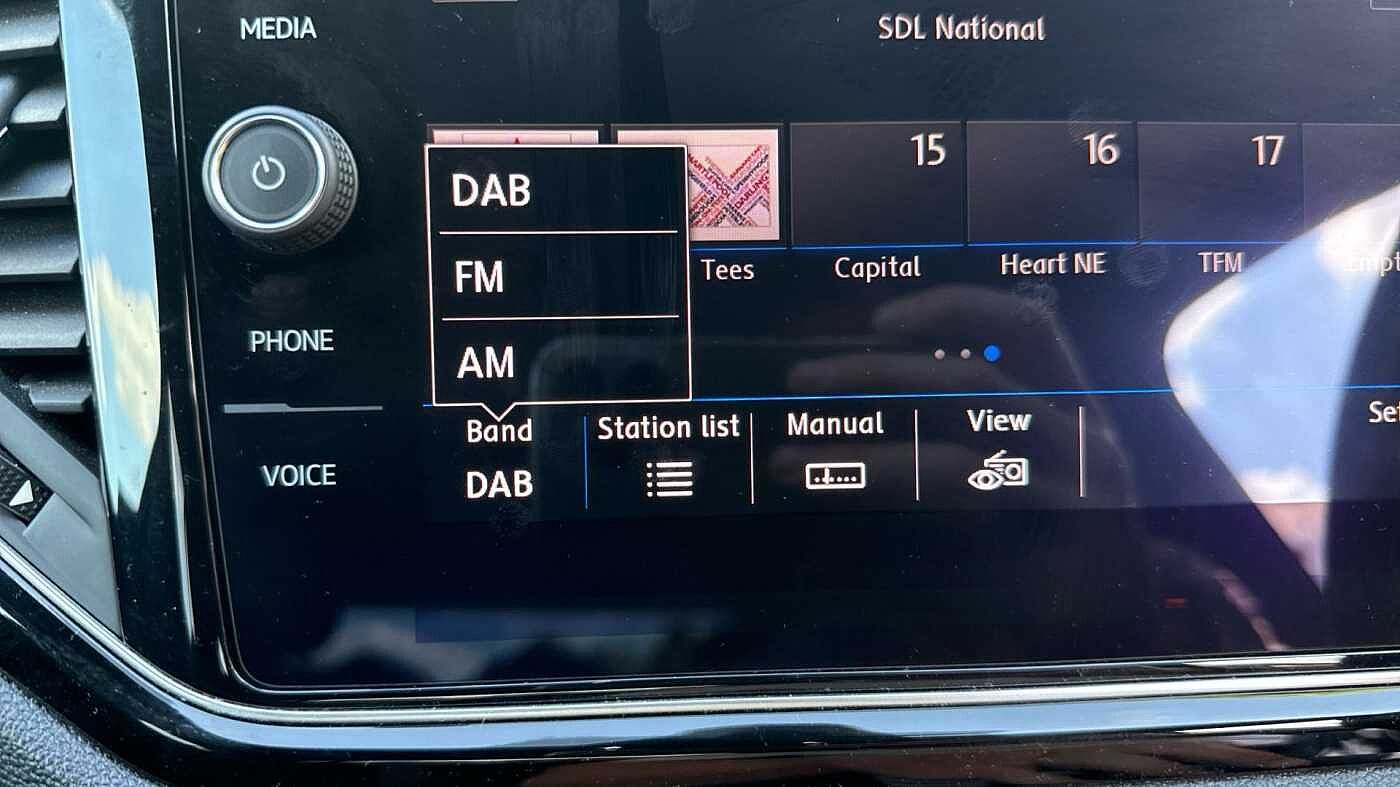 MEDIA
SDL National
15
16
17
DAB
FM
AM
Tees
Capital
Heart NE
TFM
PHONE
Band
DAB
Station list
Manual
View
VOICE